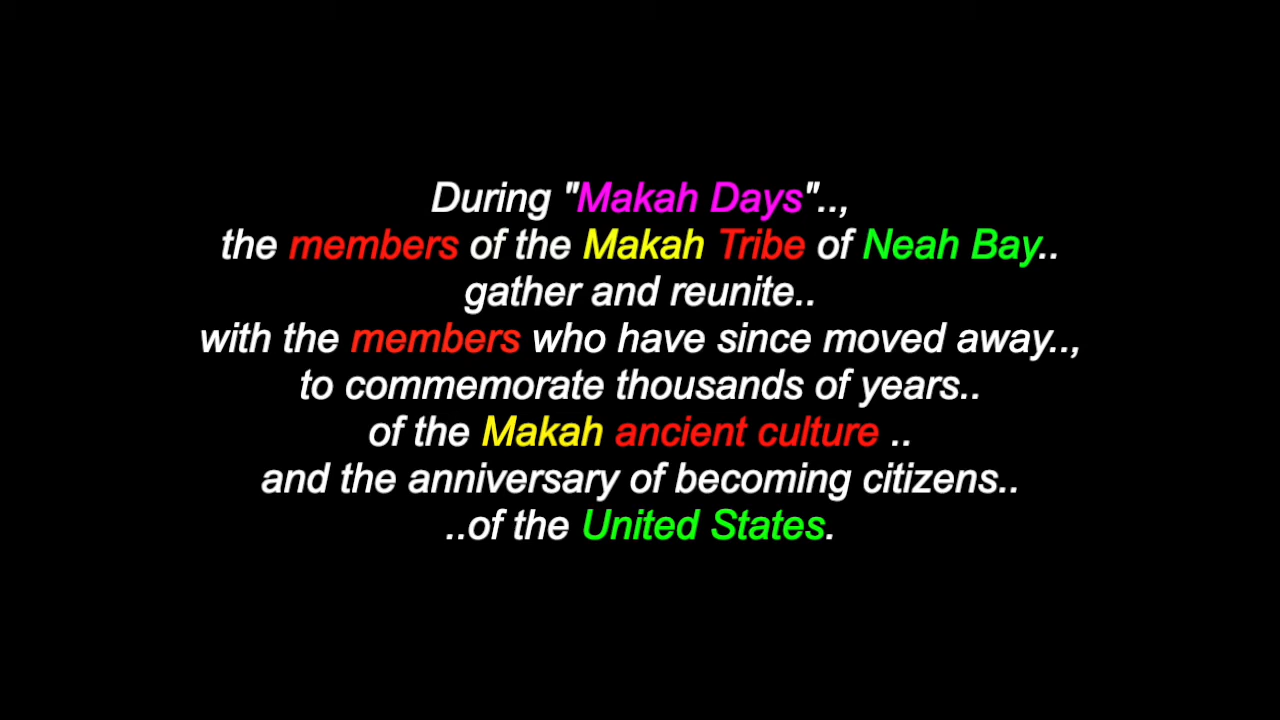 During "Makah Days"..,
the members of the Makah Tribe of Neah Bay..
gather and reunite..
with the members who have since moved away..,
to commemorate thousands of years..
of the Makah ancient culture ..
and the anniversary of becoming citizens..
..of the United States.